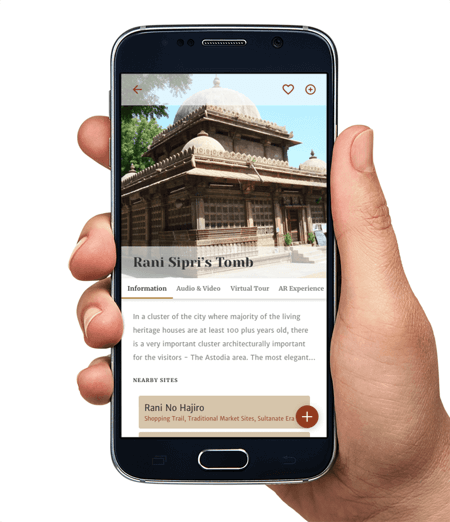 Rani Sipri's Tomb
Information Audio & Video Virtual Tour AR Experience
In a cluster of the city where majority of the living
heritage houses are at least 100 plus years old, there
is a very important cluster architecturally important
for the visitors – The Astodia area. The most elegant...
NEARBY SITES
Rani No Hajiro
Shopping Trail, Traditional Market Sites, Sultanate Era